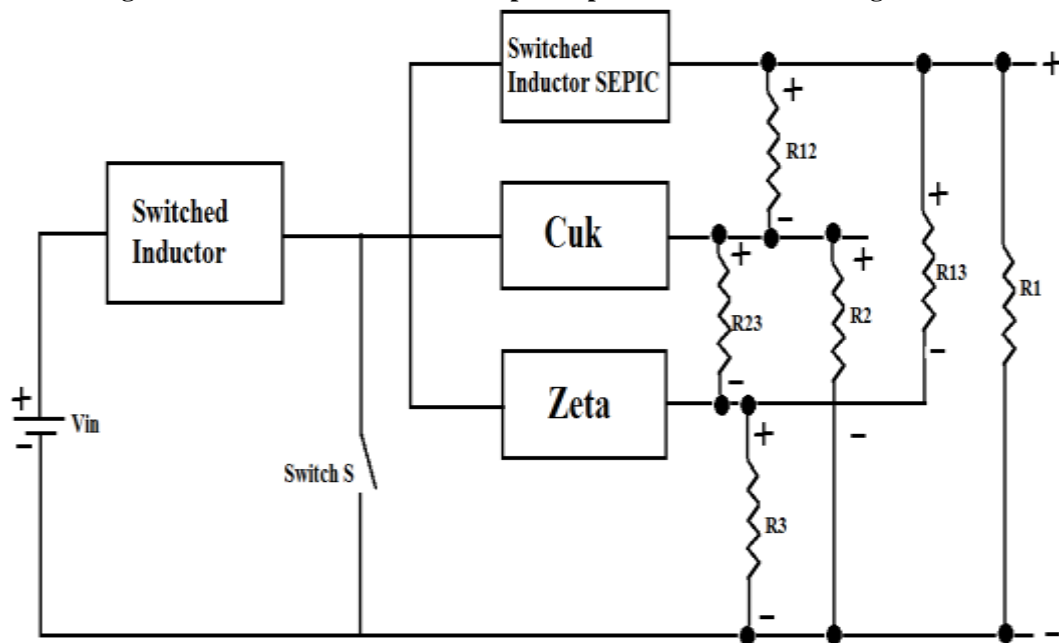 Switched
Inductor SEPIC
+
+
R12
-
Switched
Inductor
Cuk
+
+
+
R23
R2
R13
R1
-
-
Zeta
+
Vin
-
+
-
Switch S
R3
-
-